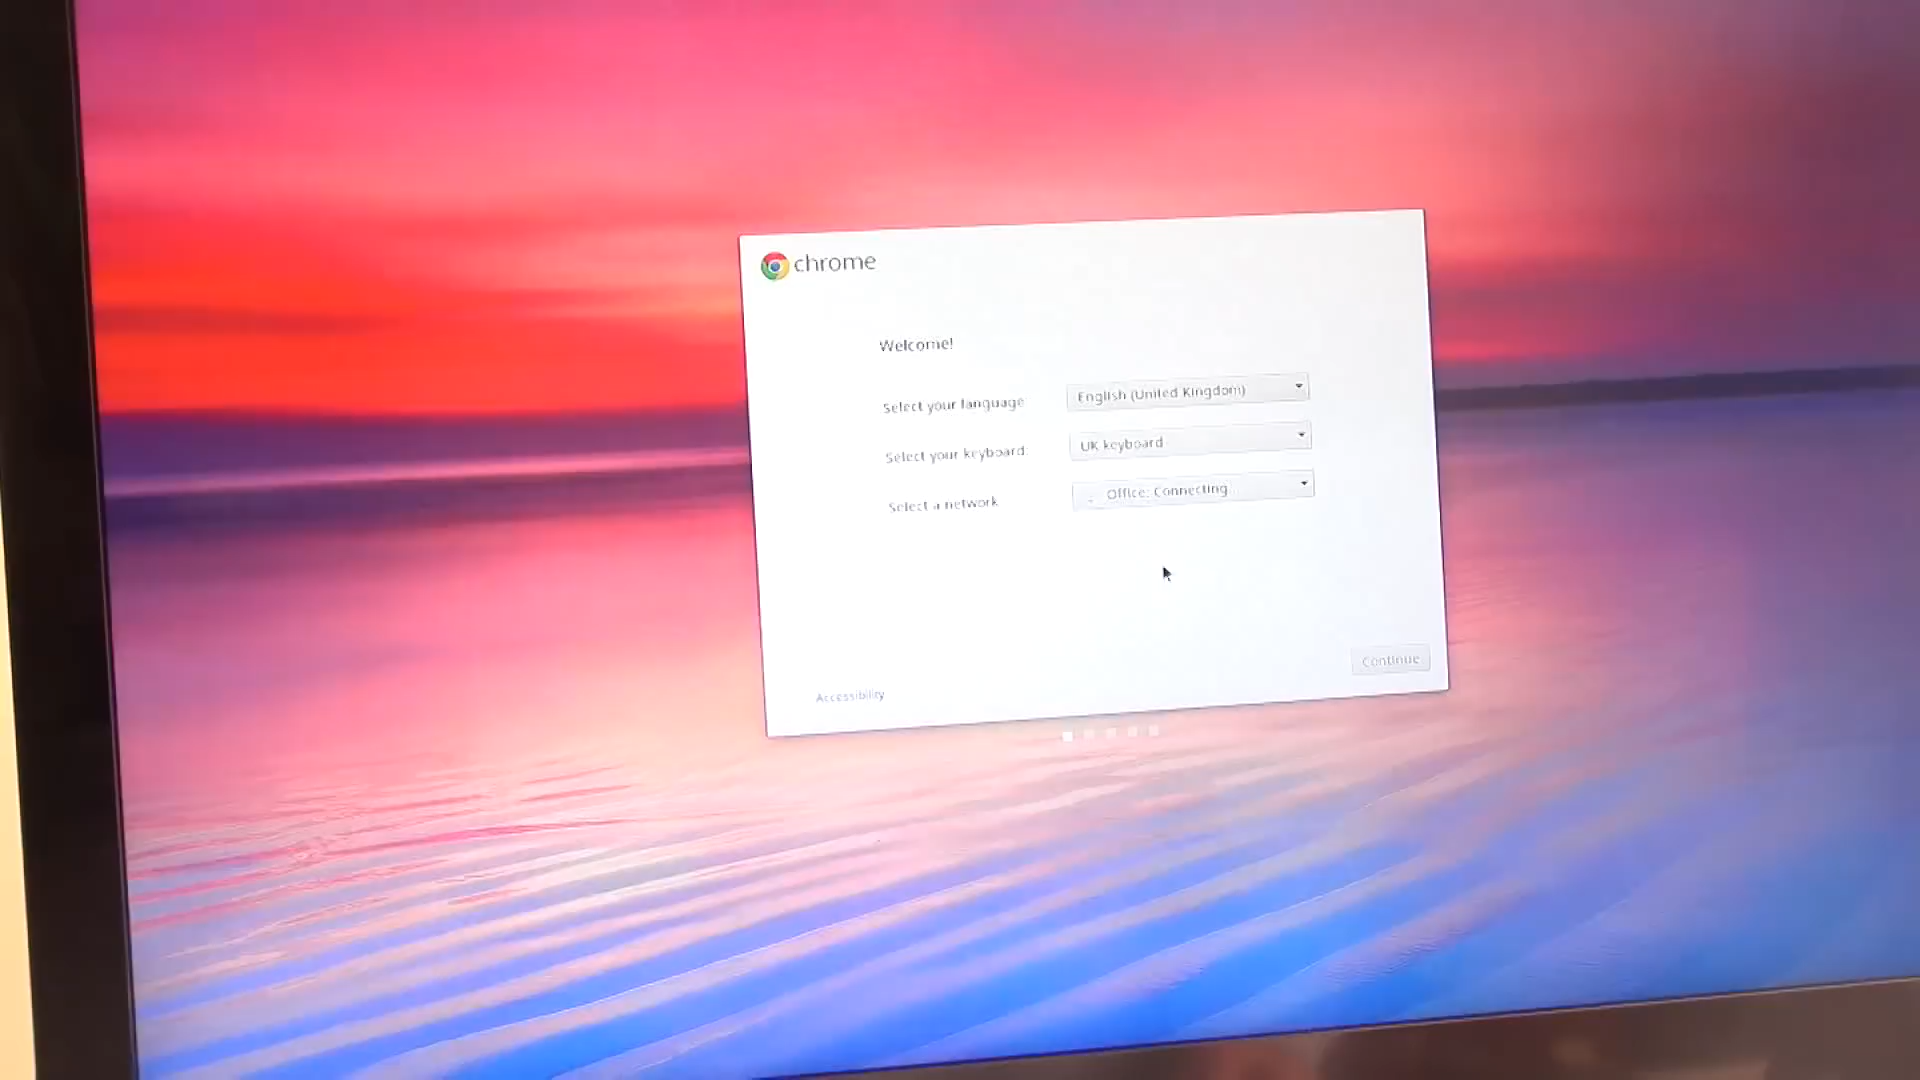 chrome
Welcome!
Select your language:
English (United Kingdom)
Select your keyboard:
UK keyboard
Select a network:
Office: Connecting...
Continue
Accessibility